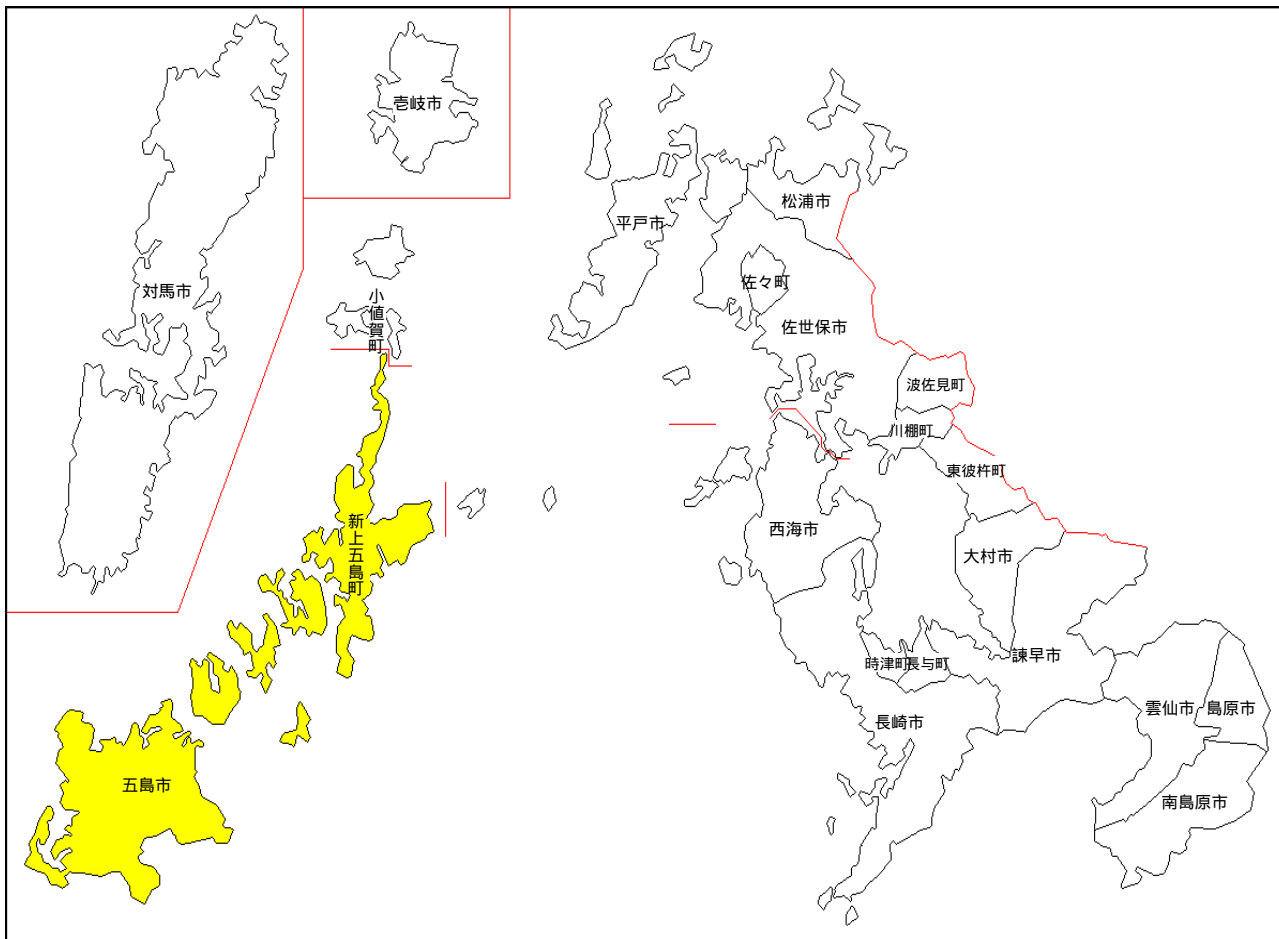 壱岐市
松浦市
平戸市
対馬市
佐々町
小値賀町
佐世保市
波佐見町
川棚町
東彼杵町
新上五島町
西海市
大村市
諫早市
時津町
長与町
雲仙市
島原市
長崎市
五島市
南島原市